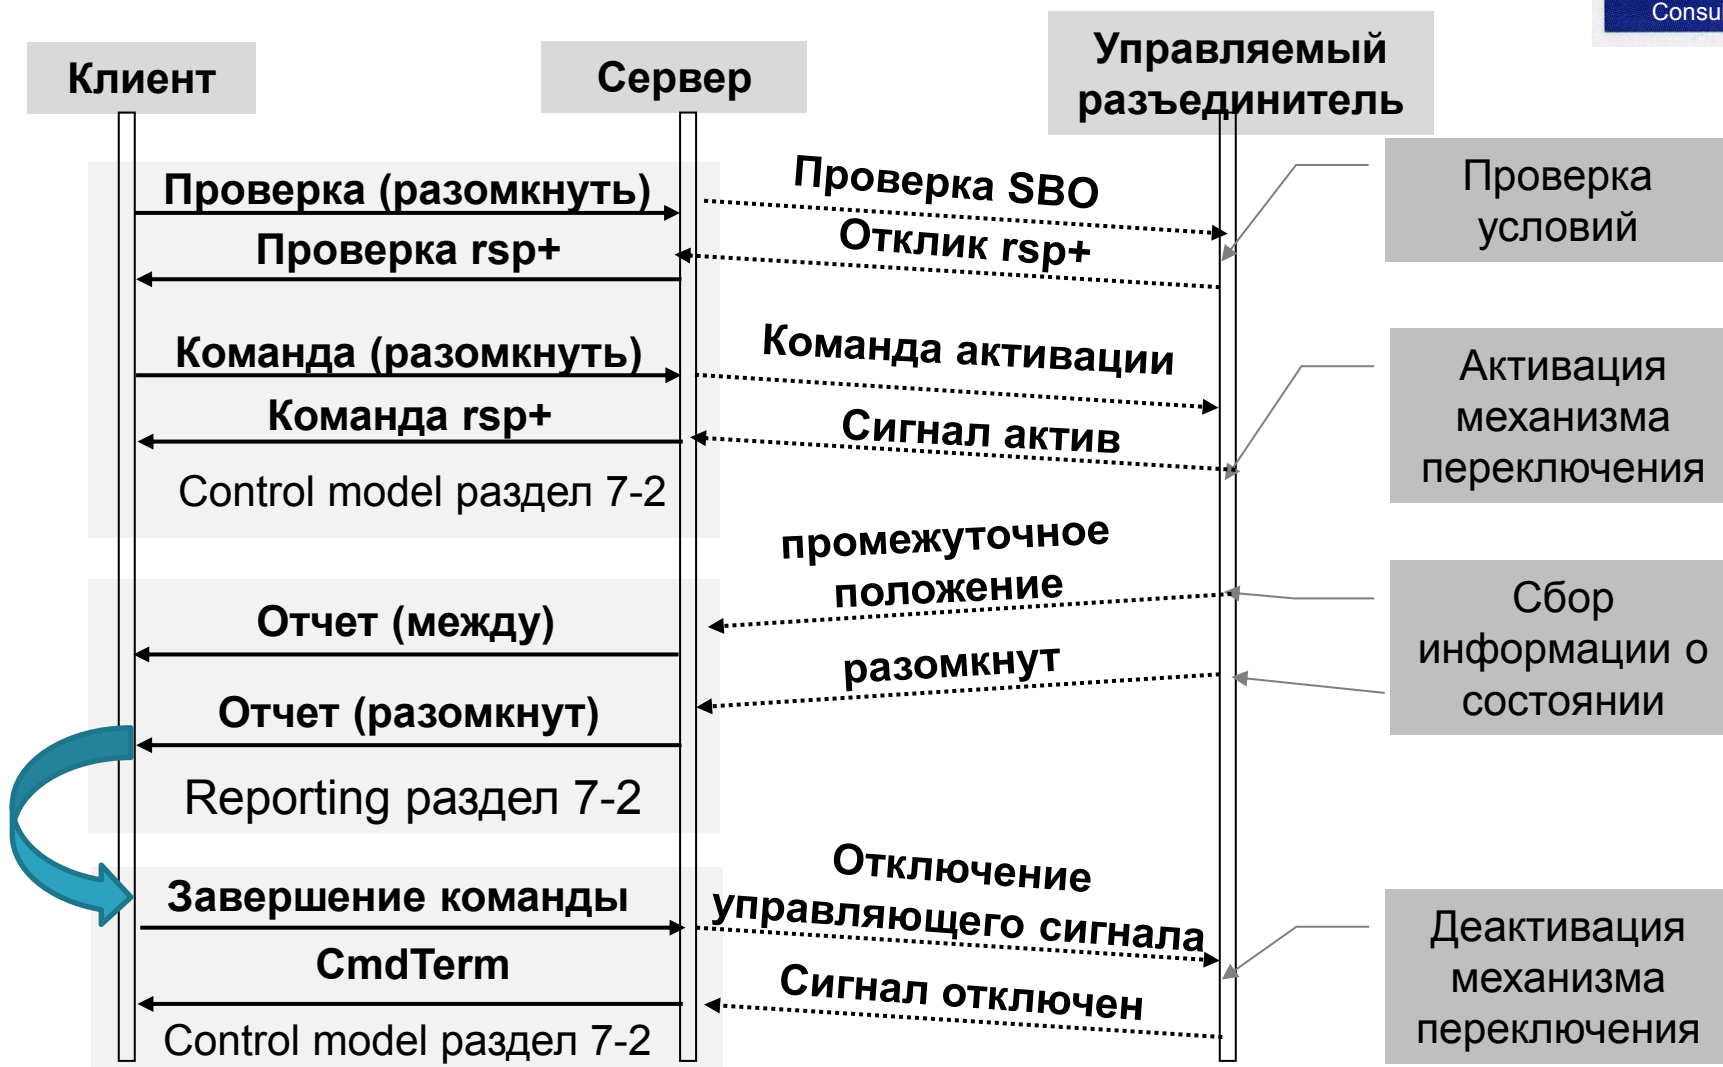 Consul
Клиент
Сервер
Управляемый
разъединитель
Проверка (разомкнуть)
Проверка SBO
Проверка
условий
Проверка rsp+
Отклик rsp+
Команда (разомкнуть)
Команда активации
Активация
механизма
переключения
Команда rsp+
Сигнал актив
Control model раздел 7-2
промежуточное
положение
Отчет (между)
Сбор
информации о
состоянии
разомкнут
Отчет (разомкнут)
Reporting раздел 7-2
Завершение команды
Отключение
управляющего сигнала
Деактивация
механизма
переключения
CmdTerm
Сигнал отключен
Control model раздел 7-2